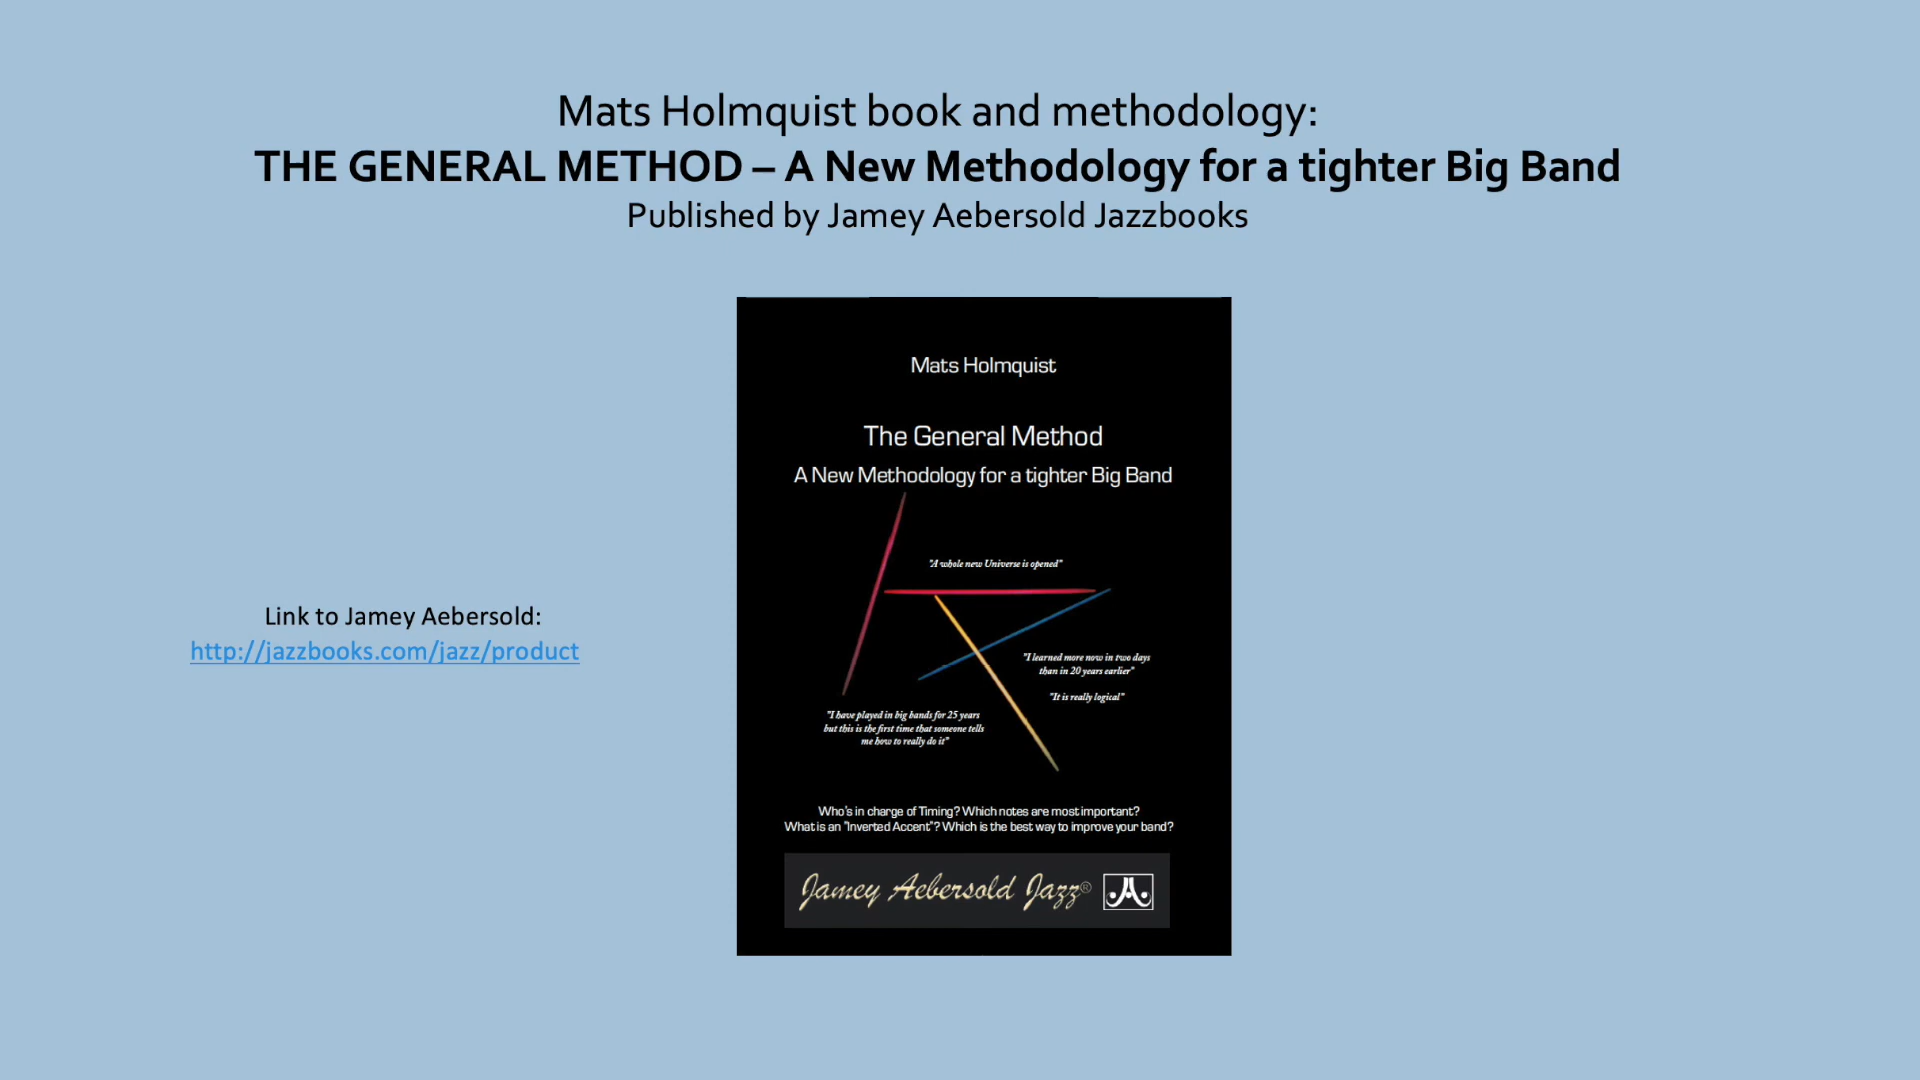 Mats Holmquist book and methodology:
THE GENERAL METHOD – A New Methodology for a tighter Big Band
Published by Jamey Aebersold Jazzbooks
Mats Holmquist
The General Method
A New Methodology for a tighter Big Band
"A whole new Universe is opened"
Link to Jamey Aebersold:
http://jazzbooks.com/jazz/product
"I learned more now in two days
than in 20 years earlier"
"It is really logical"
"I have played in big bands for 25 years
but this is the first time that someone tells
me how to really do it"
Who's in charge of Timing? Which notes are most important?
What is an "Inverted Accent"? Which is the best way to improve your band?
Jamey Aebersold Jazz® JA